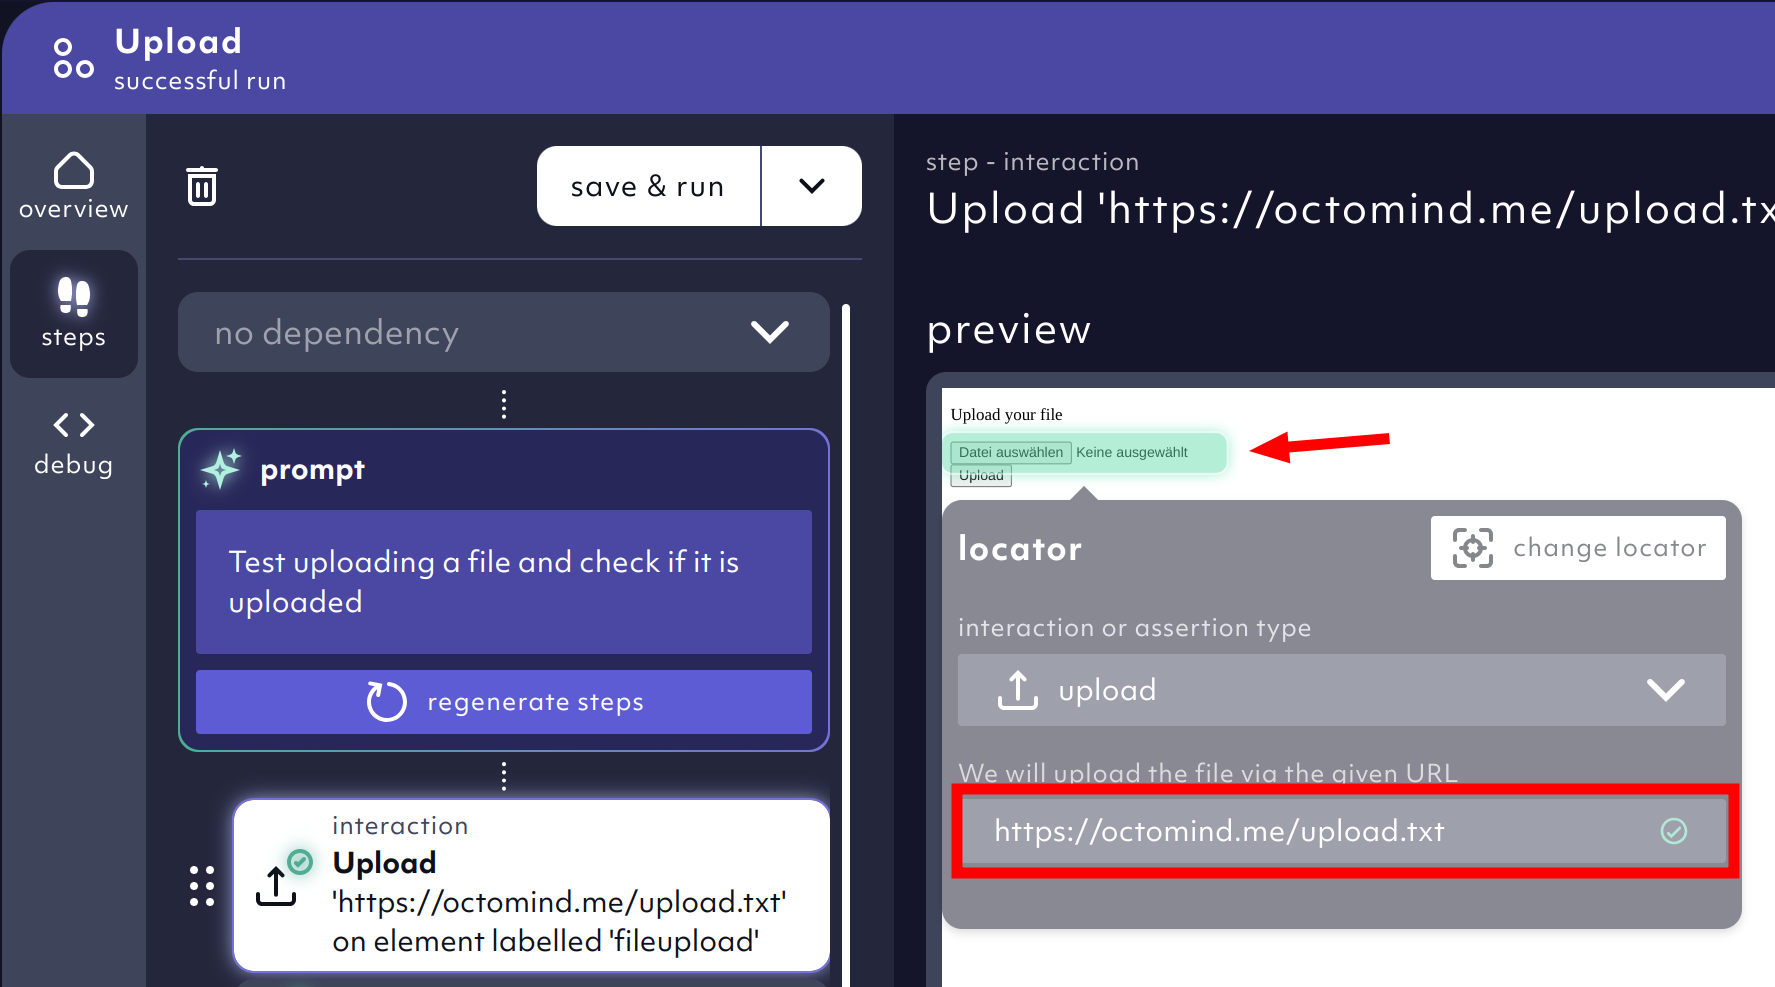 Upload
successful run
overview
steps
debug
save & run
no dependency
prompt
Test uploading a file and check if it is
uploaded
regenerate steps
interaction
Upload
'https://octomind.me/upload.txt'
on element labelled 'fileupload'
step - interaction
Upload 'https://octomind.me/upload.tx
preview
Upload your file
Datei auswählen Keine ausgewählt
Upload
locator
change locator
interaction or assertion type
upload
We will upload the file via the given URL
https://octomind.me/upload.txt